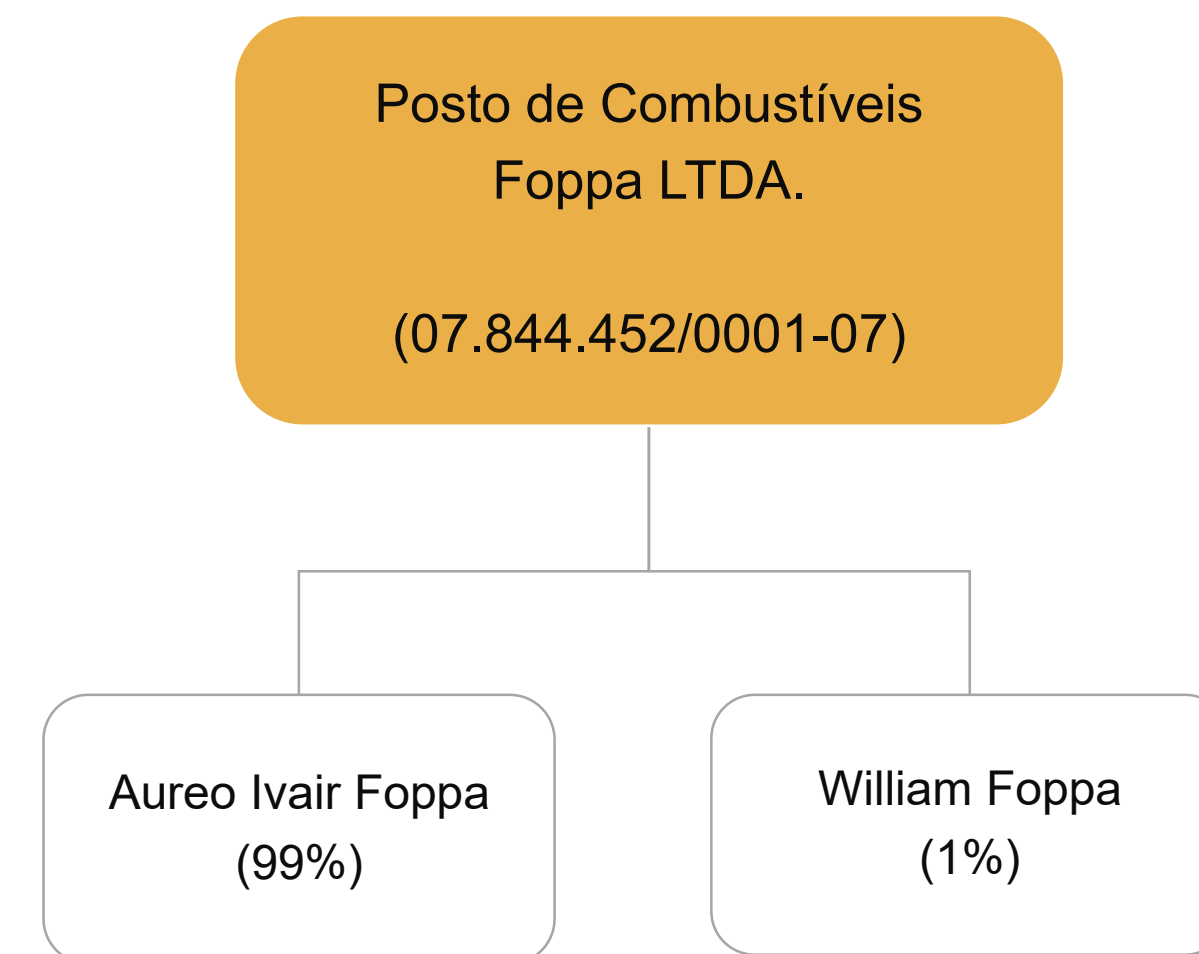 Posto de Combustíveis
Foppa LTDA.
(07.844.452/0001-07)
Aureo Ivair Foppa
(99%)
William Foppa
(1%)